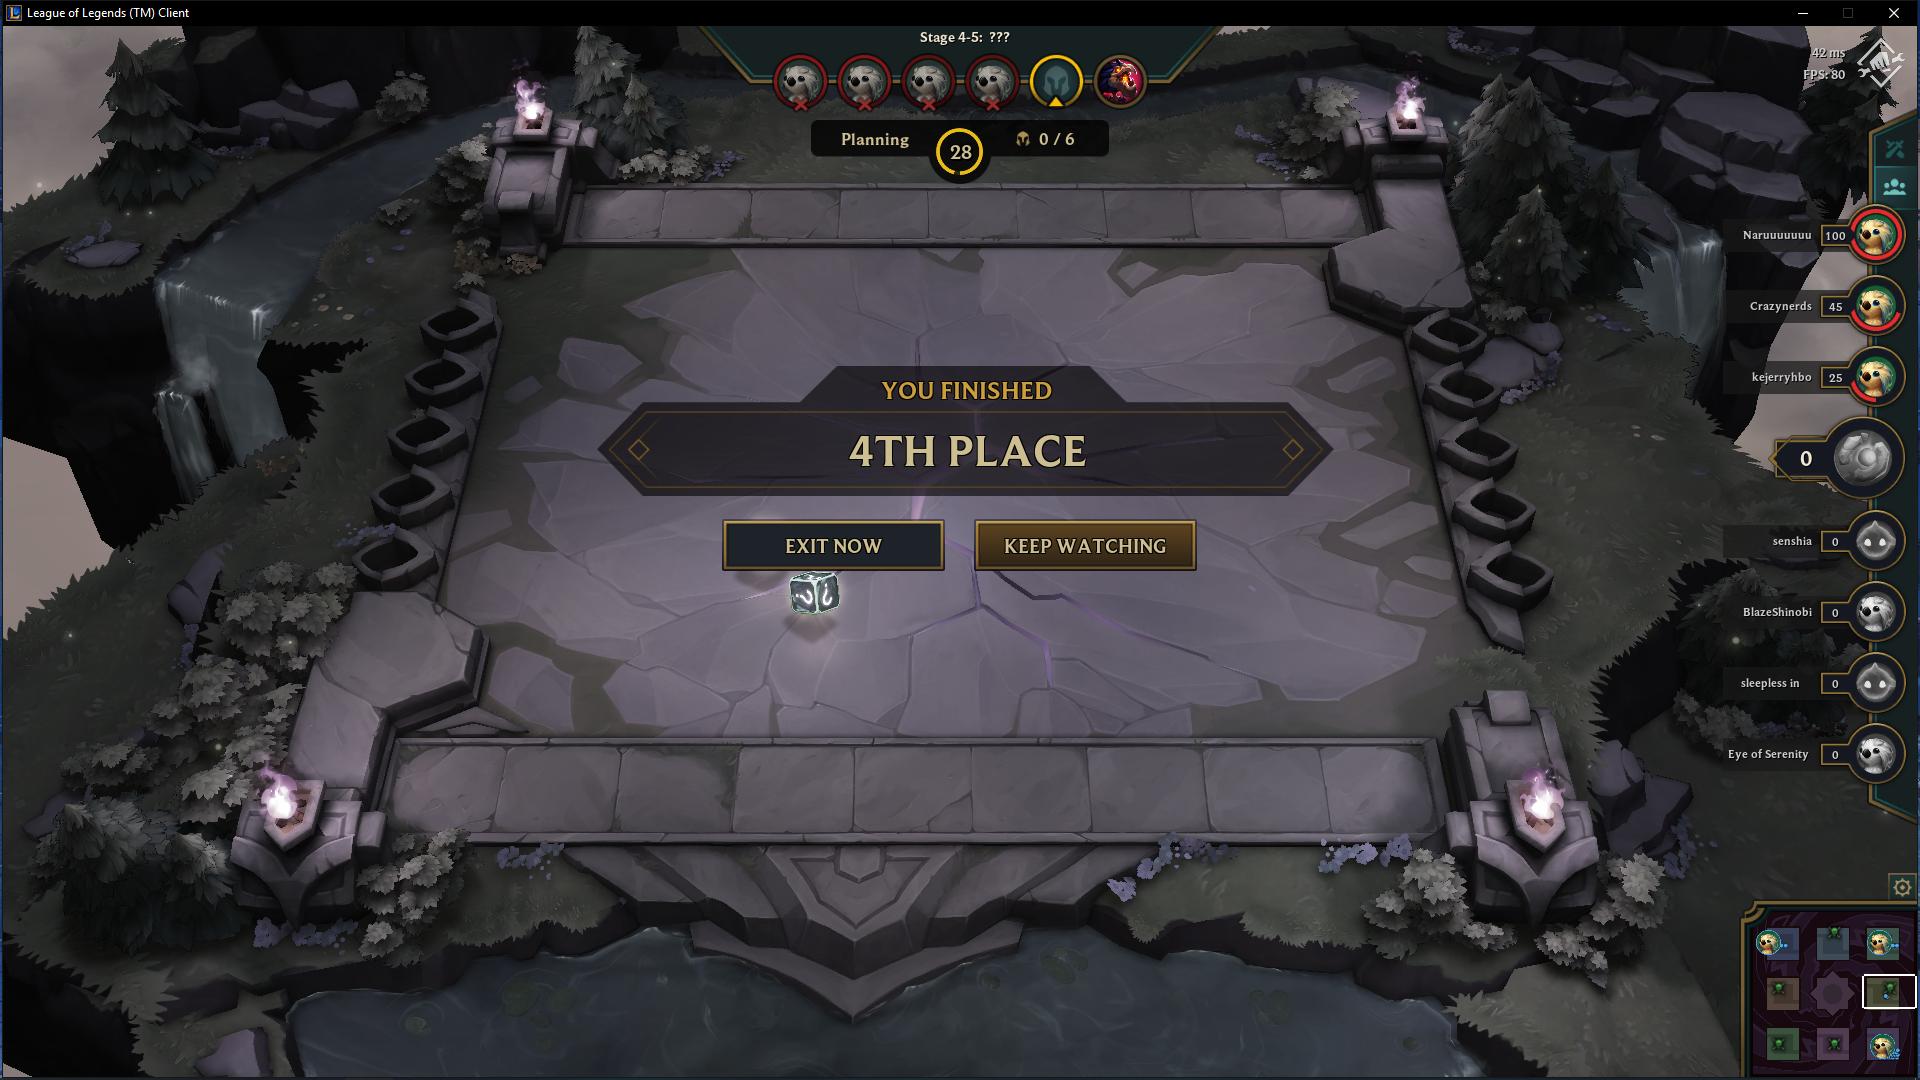 League of Legends (TM) Client
Stage 4-5: ???
42 ms
FPS: 80
Planning
28
0 / 6
Naruuuuuuu 100
Crazynerds 45
kejerryhbo 25
YOU FINISHED
4TH PLACE
0
EXIT NOW
KEEP WATCHING
senshia 0
BlazeShinobi 0
sleepless in 0
Eye of Serenity 0